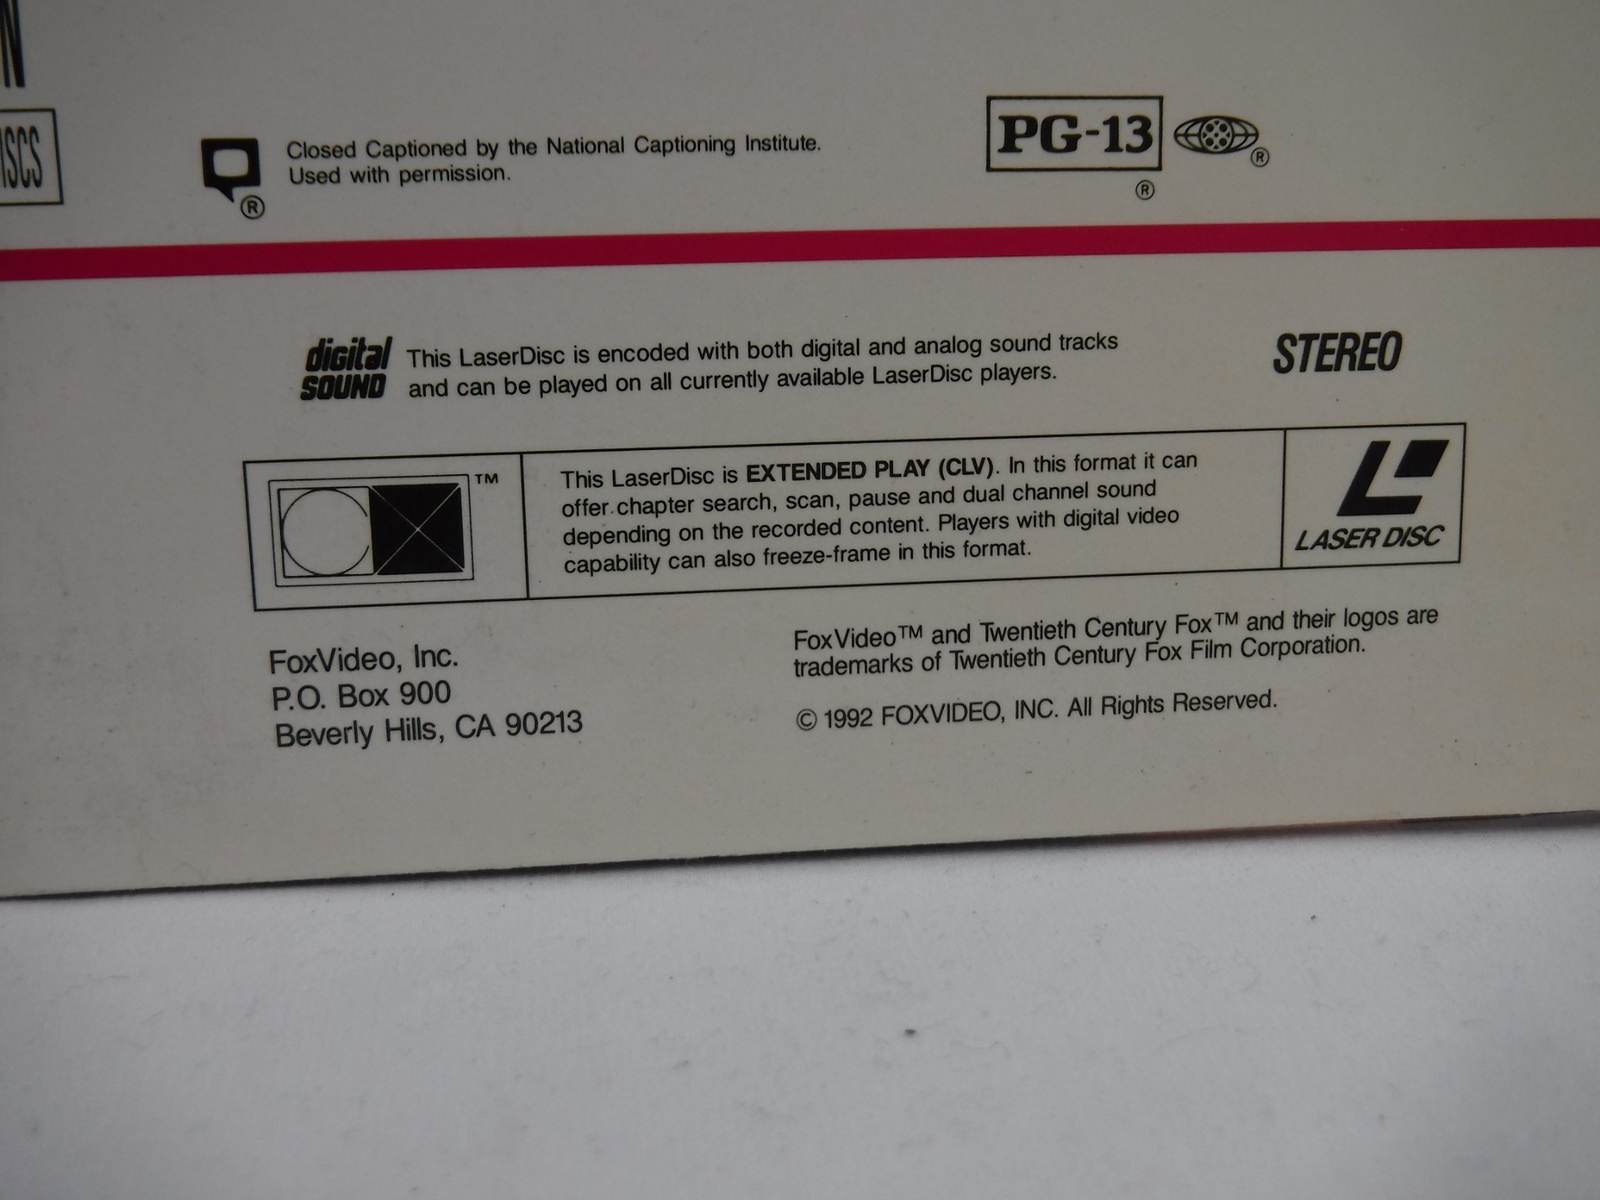 N
ISCS
Closed Captioned by the National Captioning Institute.
Used with permission.
®
PG-13
®
®
digital
SOUND
This LaserDisc is encoded with both digital and analog sound tracks
and can be played on all currently available LaserDisc players.
STEREO
TM
This LaserDisc is EXTENDED PLAY (CLV). In this format it can
offer chapter search, scan, pause and dual channel sound
depending on the recorded content. Players with digital video
capability can also freeze-frame in this format.
LASER DISC
FoxVideo, Inc.
P.O. Box 900
Beverly Hills, CA 90213
FoxVideo™ and Twentieth Century Fox™ and their logos are
trademarks of Twentieth Century Fox Film Corporation.
© 1992 FOXVIDEO, INC. All Rights Reserved.